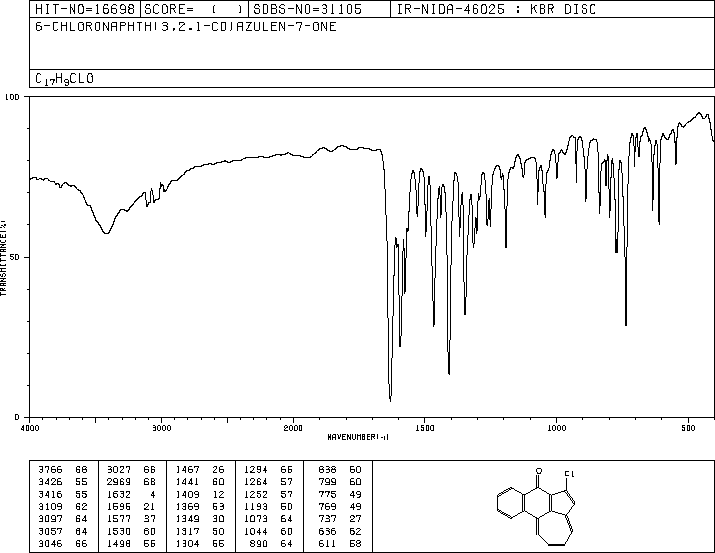 HIT-NO=16698 SCORE= ( ) SDBS-NO=31105 IR-NIDA-46025 : KBR DISC
6-CHLORONAPHTH(3,2,1-CD)AZULEN-7-ONE
C17H9CLO
100
50
0
TRANSMITTANCE(%)
4000 3000 2000 1500 1000 500
WAVENUMBER(-1)
3766 68 3027 66 1467 26 1294 55 838 60
3426 55 2969 68 1441 60 1264 57 799 60
3416 55 1632 4 1409 12 1252 57 775 49
3109 62 1596 21 1369 53 1193 50 769 49
3097 64 1577 37 1349 30 1073 64 737 27
3057 64 1530 60 1317 50 1044 60 636 62
3046 65 1498 55 1304 55 890 64 611 58
O
Cl